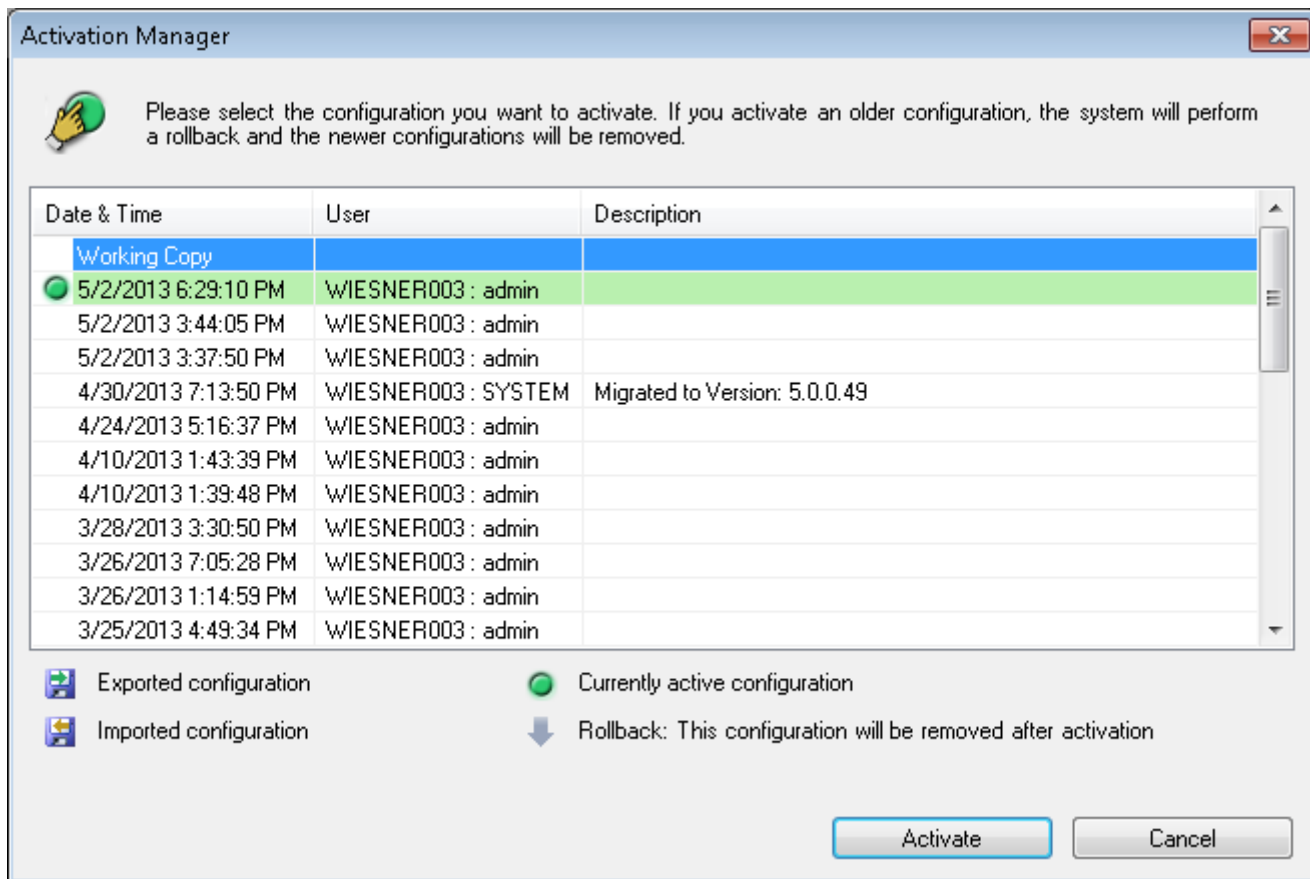 Activation Manager
Please select the configuration you want to activate. If you activate an older configuration, the system will perform
a rollback and the newer configurations will be removed.
Date & Time User Description
Working Copy
5/2/2013 6:29:10 PM WIESNER003 : admin
5/2/2013 3:44:05 PM WIESNER003 : admin
5/2/2013 3:37:50 PM WIESNER003 : admin
4/30/2013 7:13:50 PM WIESNER003 : SYSTEM Migrated to Version: 5.0.0.49
4/24/2013 5:16:37 PM WIESNER003 : admin
4/10/2013 1:43:39 PM WIESNER003 : admin
4/10/2013 1:39:48 PM WIESNER003 : admin
3/28/2013 3:30:50 PM WIESNER003 : admin
3/26/2013 7:05:28 PM WIESNER003 : admin
3/26/2013 1:14:59 PM WIESNER003 : admin
3/25/2013 4:49:34 PM WIESNER003 : admin
Exported configuration Currently active configuration
Imported configuration Rollback: This configuration will be removed after activation
Activate Cancel